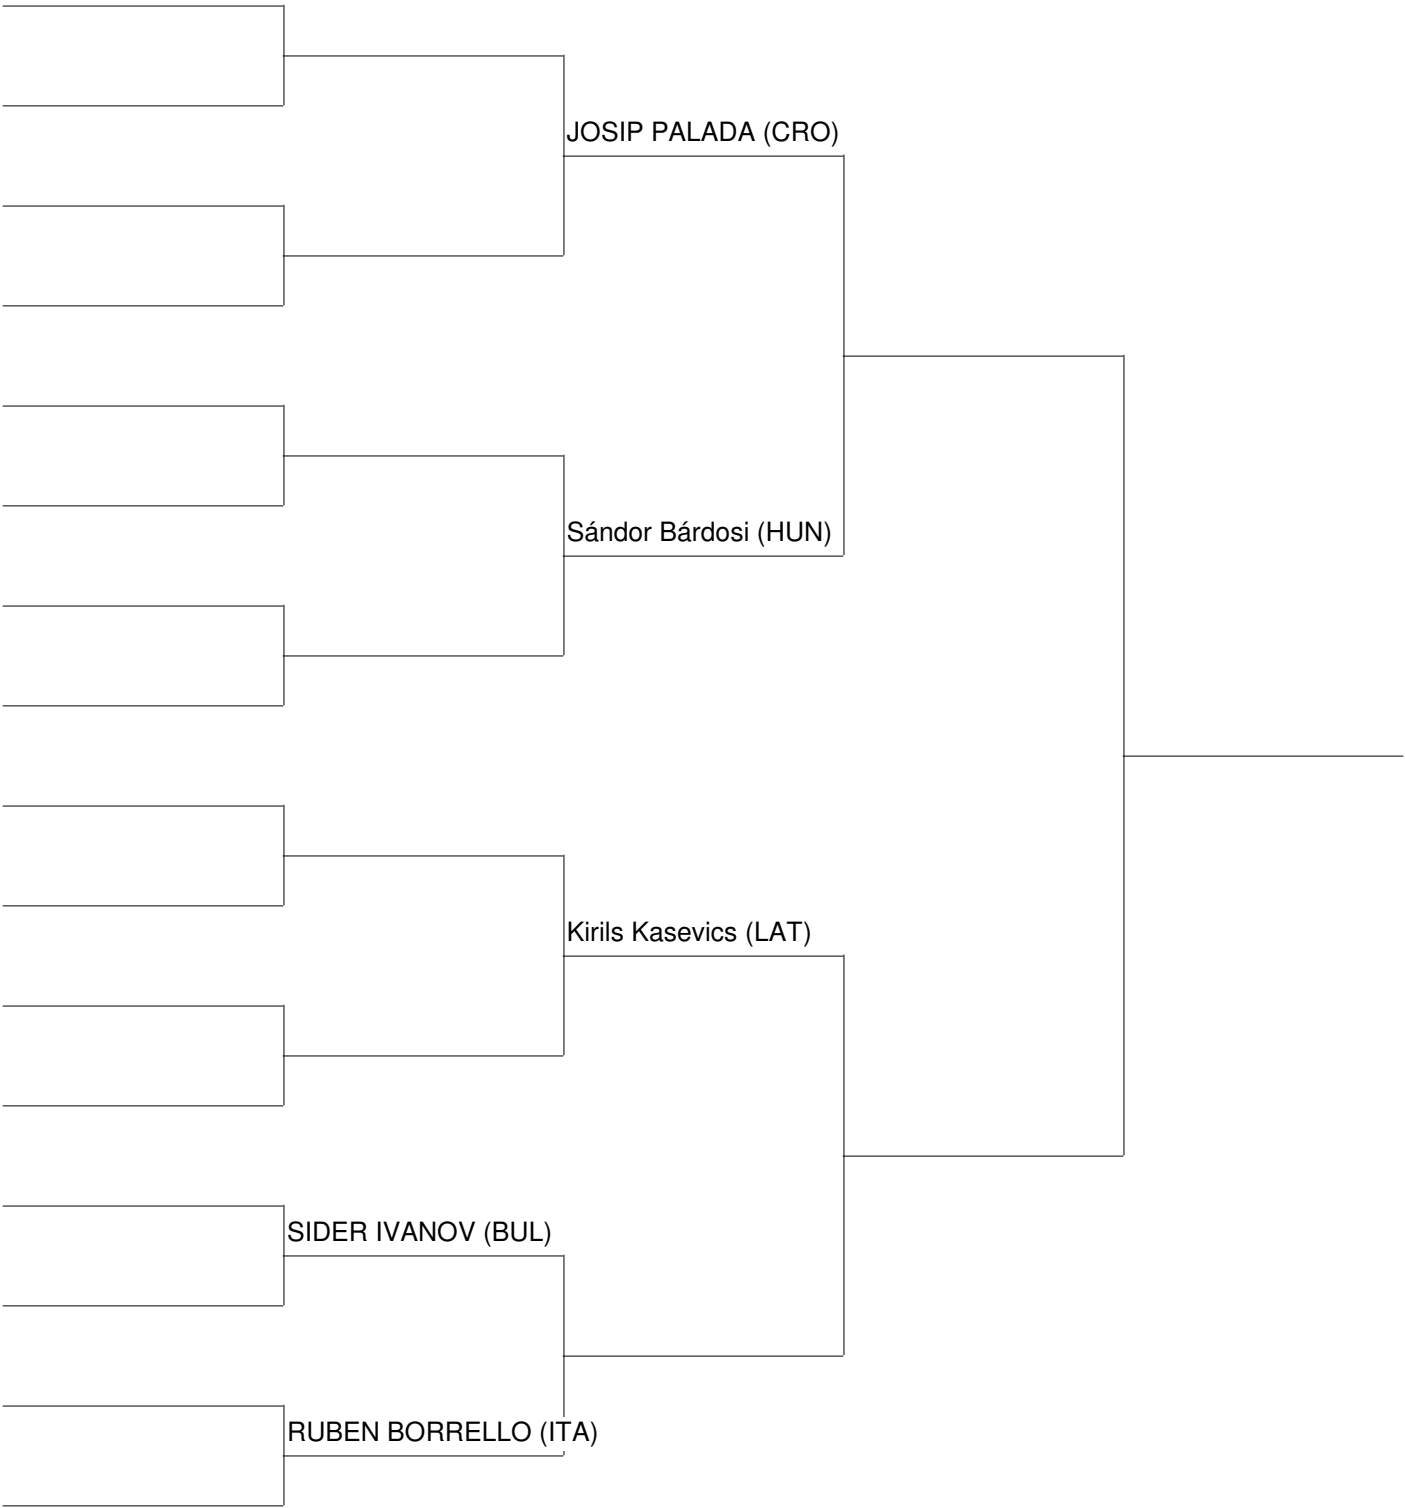 JOSIP PALADA (CRO)
Sándor Bárdosi (HUN)
Kirils Kasevics (LAT)
SIDER IVANOV (BUL)
RUBEN BORRELLO (ITA)